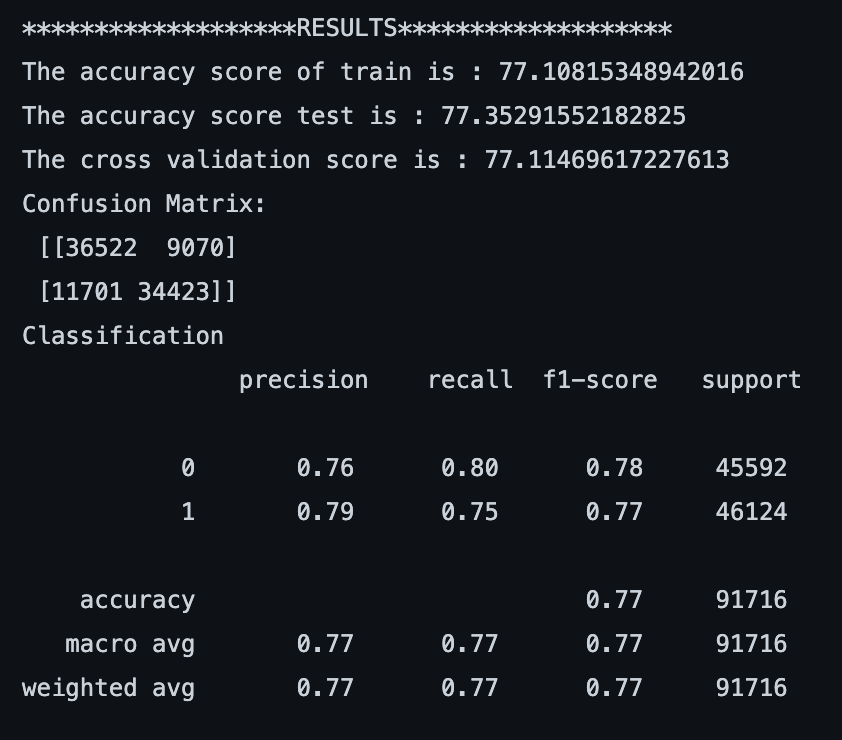 *******************RESULTS*******************
The accuracy score of train is : 77.10815348942016
The accuracy score test is : 77.35291552182825
The cross validation score is : 77.11469617227613
Confusion Matrix:
 [[36522  9070]
 [11701 34423]]
Classification
               precision    recall  f1-score   support

           0       0.76      0.80      0.78     45592
           1       0.79      0.75      0.77     46124

    accuracy                           0.77     91716
   macro avg       0.77      0.77      0.77     91716
weighted avg       0.77      0.77      0.77     91716